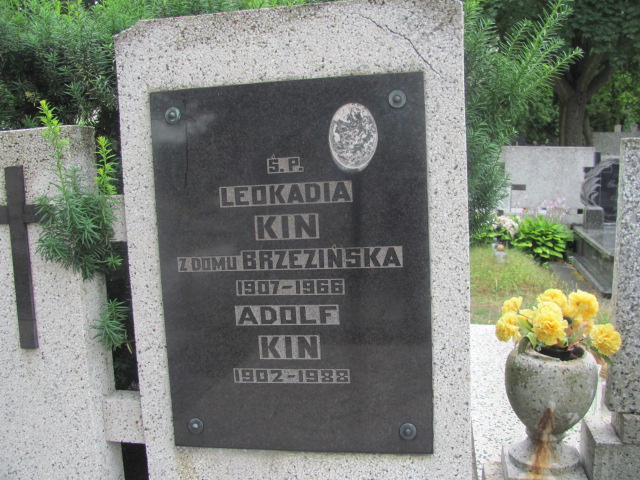 Ś.P.
LEOKADIA
KIN
Z DOMU BRZEZIŃSKA
1907-1966
ADOLF
KIN
1902-1988